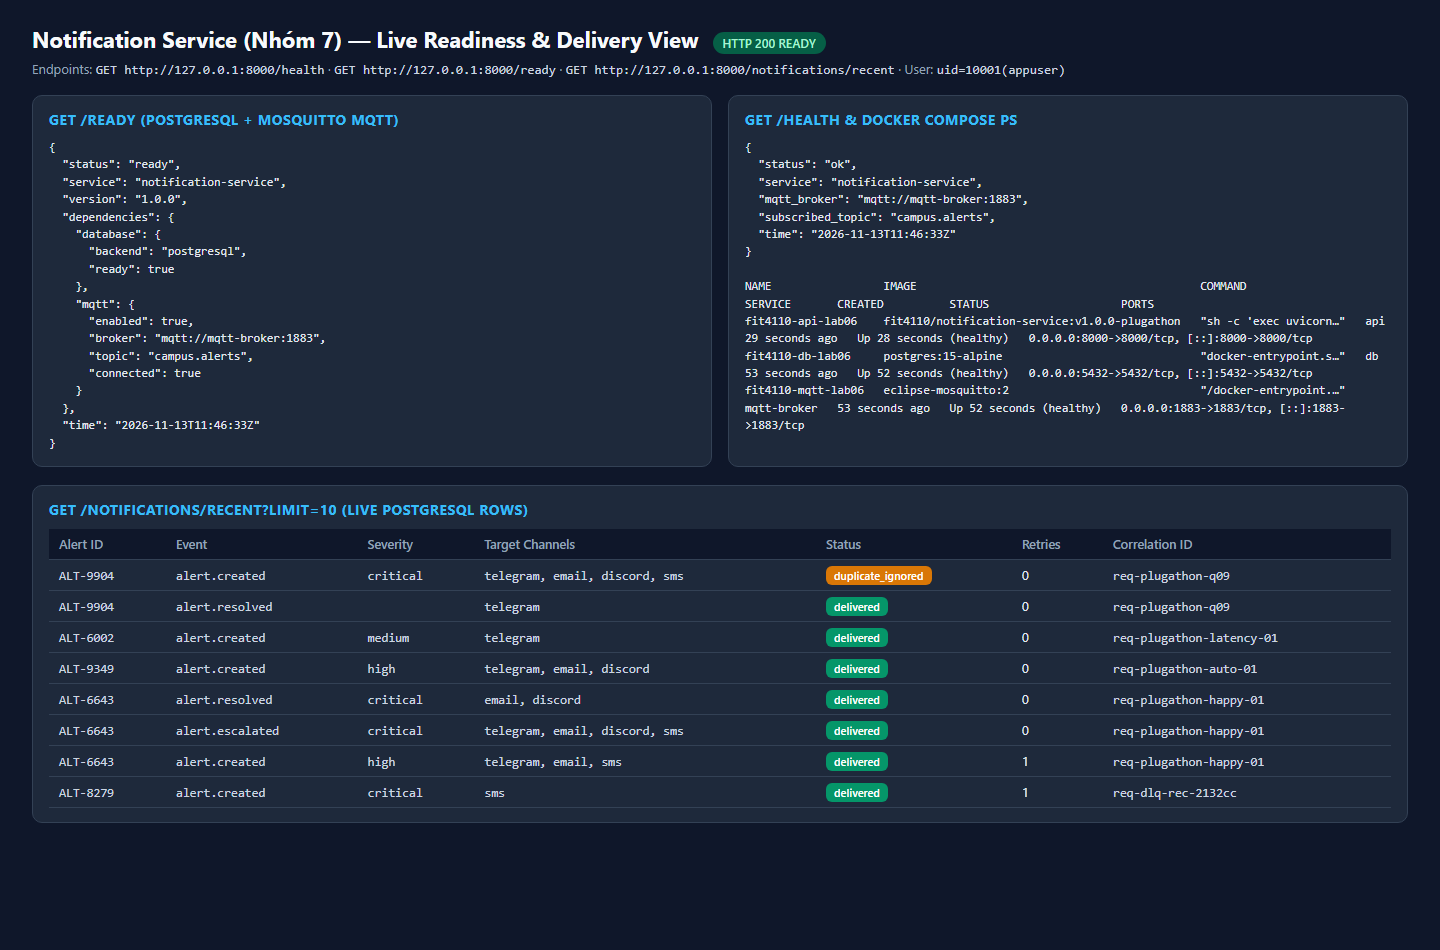 Notification Service (Nhóm 7) — Live Readiness & Delivery View HTTP 200 READY
Endpoints: GET http://127.0.0.1:8000/health · GET http://127.0.0.1:8000/ready · GET http://127.0.0.1:8000/notifications/recent · User: uid=10001(appuser)
GET /READY (POSTGRESQL + MOSQUITTO MQTT)
{
  "status": "ready",
  "service": "notification-service",
  "version": "1.0.0",
  "dependencies": {
    "database": {
      "backend": "postgresql",
      "ready": true
    },
    "mqtt": {
      "enabled": true,
      "broker": "mqtt://mqtt-broker:1883",
      "topic": "campus.alerts",
      "connected": true
    }
  },
  "time": "2026-11-13T11:46:33Z"
}
GET /HEALTH & DOCKER COMPOSE PS
{
  "status": "ok",
  "service": "notification-service",
  "mqtt_broker": "mqtt://mqtt-broker:1883",
  "subscribed_topic": "campus.alerts",
  "time": "2026-11-13T11:46:33Z"
}
NAME IMAGE COMMAND
SERVICE CREATED STATUS PORTS
fit4110-api-lab06 fit4110/notification-service:v1.0.0-plugathon "sh -c 'exec uvicorn…" api
29 seconds ago Up 28 seconds (healthy) 0.0.0.0:8000->8000/tcp, [::]:8000->8000/tcp
fit4110-db-lab06 postgres:15-alpine "docker-entrypoint.s…" db
53 seconds ago Up 52 seconds (healthy) 0.0.0.0:5432->5432/tcp, [::]:5432->5432/tcp
fit4110-mqtt-lab06 eclipse-mosquitto:2 "/docker-entrypoint.…"
mqtt-broker 53 seconds ago Up 52 seconds (healthy) 0.0.0.0:1883->1883/tcp, [::]:1883-
>1883/tcp
GET /NOTIFICATIONS/RECENT?LIMIT=10 (LIVE POSTGRESQL ROWS)
Alert ID Event Severity Target Channels Status Retries Correlation ID
ALT-9904 alert.created critical telegram, email, discord, sms duplicate_ignored 0 req-plugathon-q09
ALT-9904 alert.resolved telegram delivered 0 req-plugathon-q09
ALT-6002 alert.created medium telegram delivered 0 req-plugathon-latency-01
ALT-9349 alert.created high telegram, email, discord delivered 0 req-plugathon-auto-01
ALT-6643 alert.resolved critical email, discord delivered 0 req-plugathon-happy-01
ALT-6643 alert.escalated critical telegram, email, discord, sms delivered 0 req-plugathon-happy-01
ALT-6643 alert.created high telegram, email, sms delivered 1 req-plugathon-happy-01
ALT-8279 alert.created critical sms delivered 1 req-dlq-rec-2132cc